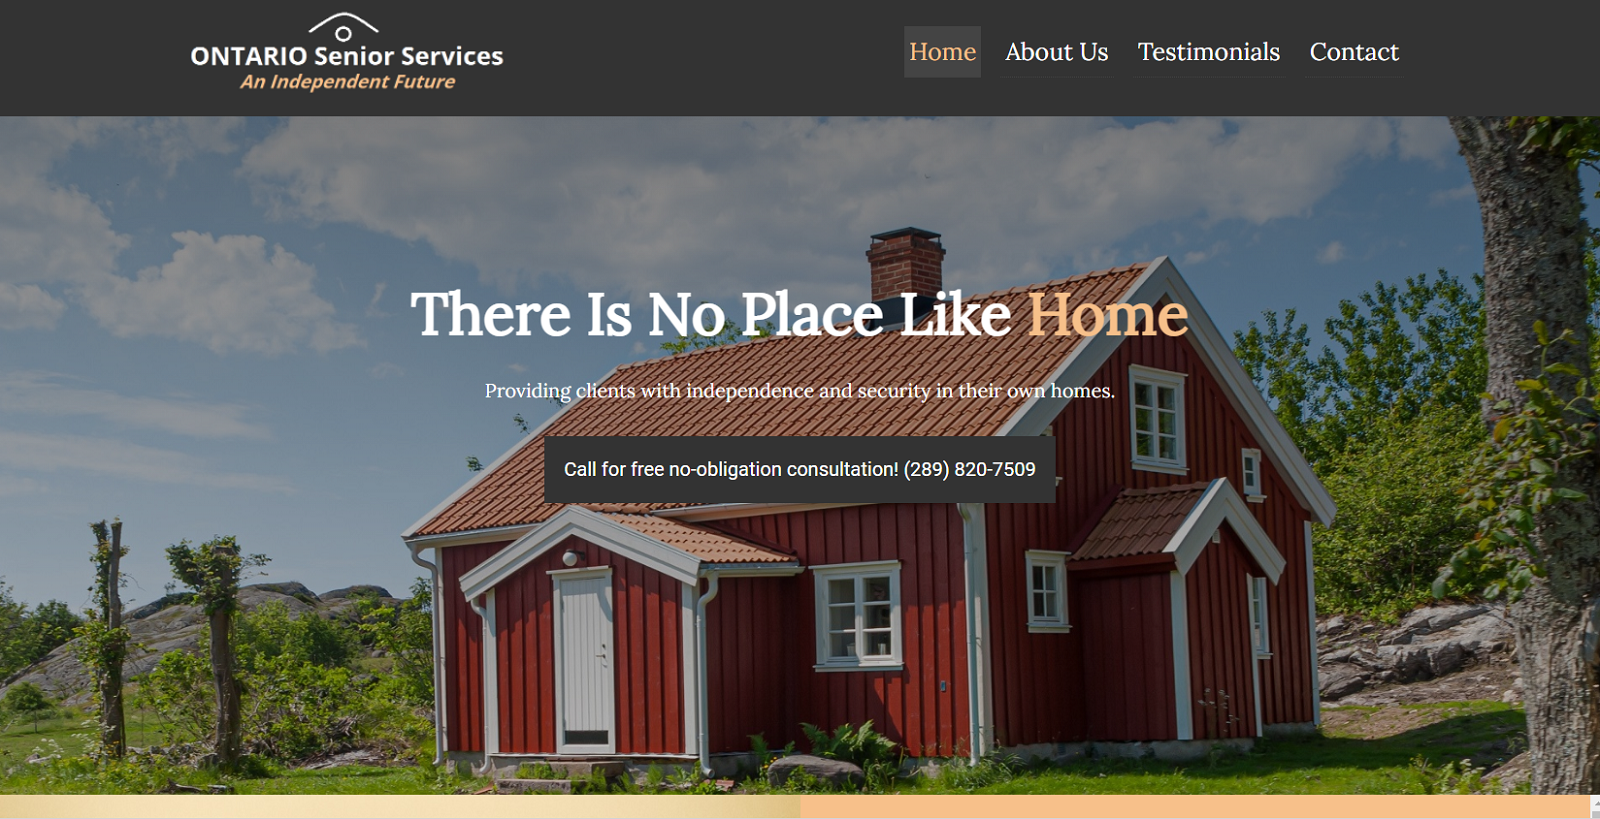 ONTARIO Senior Services
An Independent Future
Home About Us Testimonials Contact
There Is No Place Like Home
Providing clients with independence and security in their own homes.
Call for free no-obligation consultation! (289) 820-7509